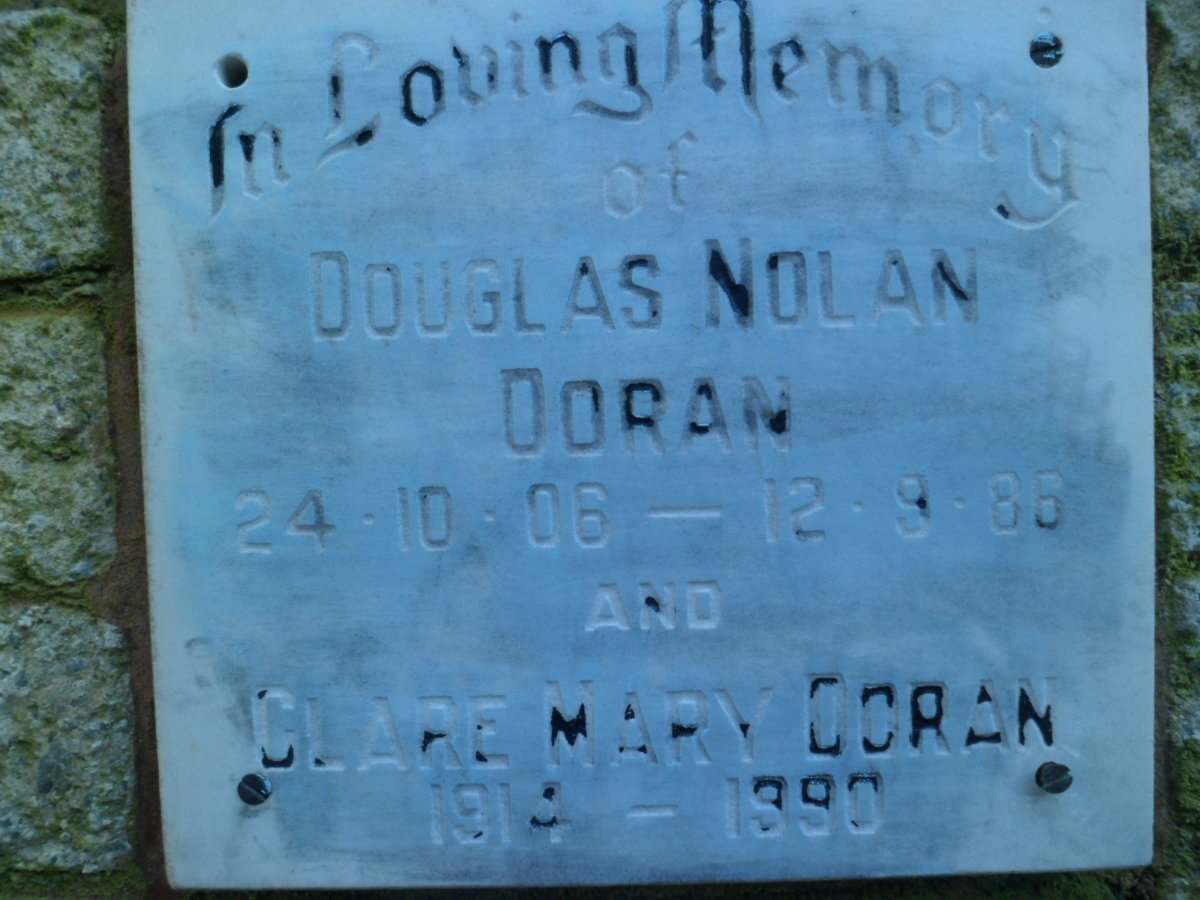 In Loving Memory
of
DOUGLAS NOLAN
DORAN
24·10·06 — 12·9·86
AND
CLARE MARY DORAN
1914 — 1990